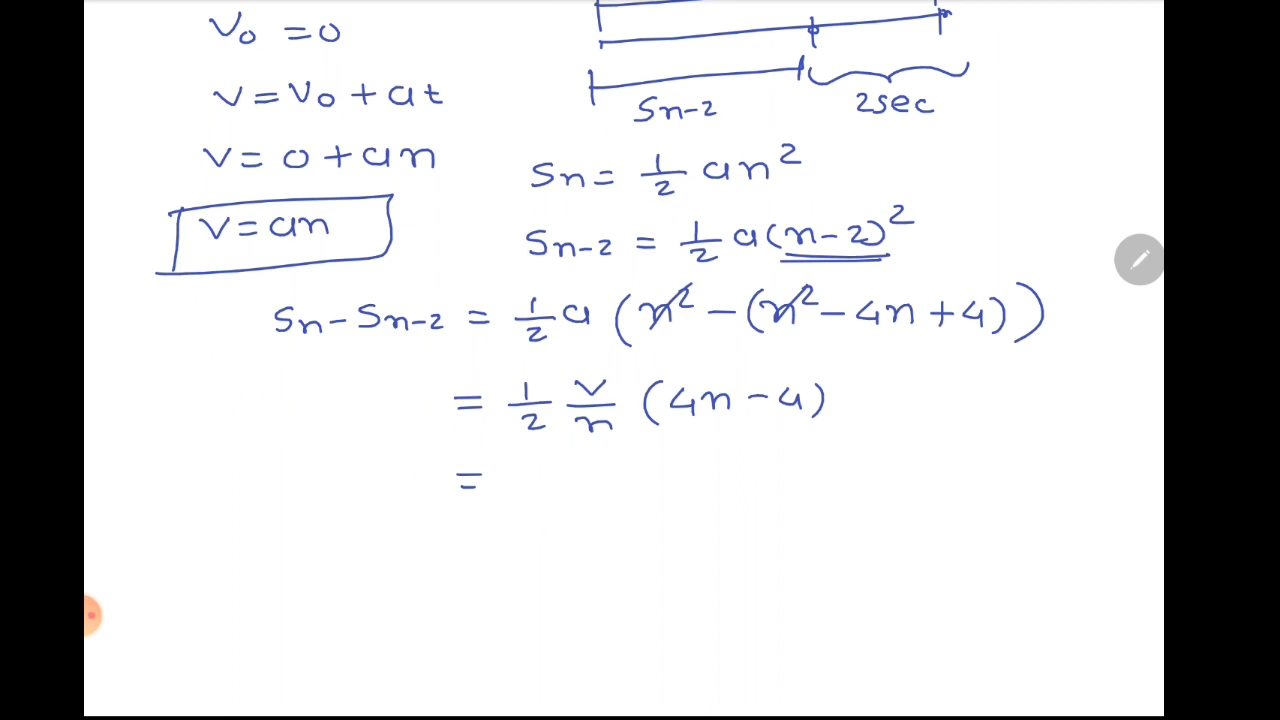 V₀ = 0
V = V₀ + at
Sn-2 2sec
V = 0 + an
Sn = 1/2 an²
V = an
Sn-2 = 1/2 a(n-2)²
Sn - Sn-2 = 1/2 a (n² - (n² - 4n + 4))
= 1/2 V/n (4n - 4)
=